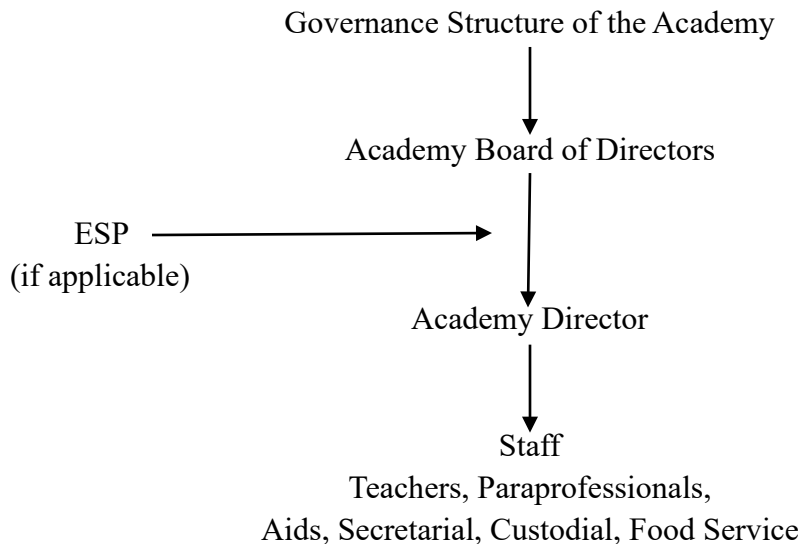 Governance Structure of the Academy
Academy Board of Directors
ESP
(if applicable)
Academy Director
Staff
Teachers, Paraprofessionals,
Aids, Secretarial, Custodial, Food Service